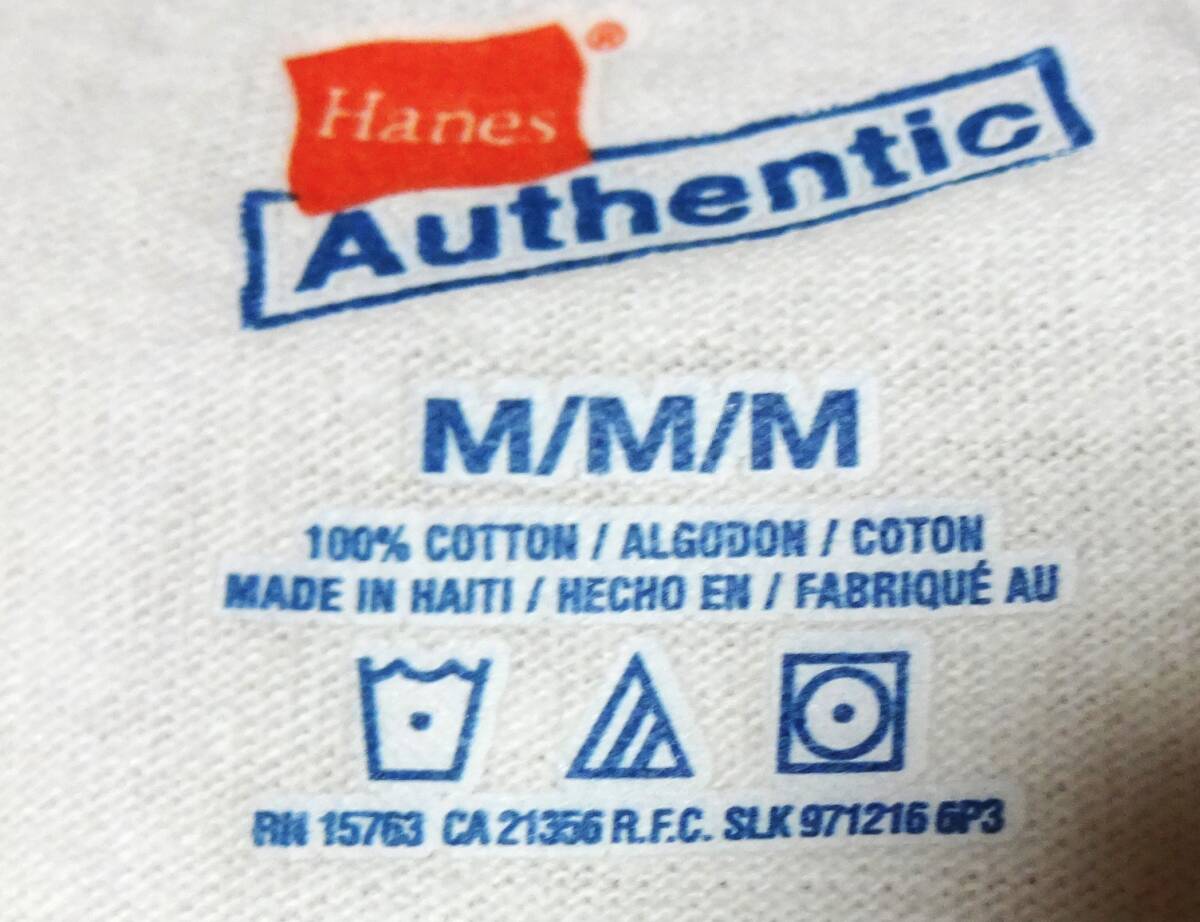 Hanes®
Authentic
M/M/M
100% COTTON / ALGODON / COTON
MADE IN HAITI / HECHO EN / FABRIQUÉ AU
RN 15763 CA 21356 R.F.C. SLK 971216 6P3